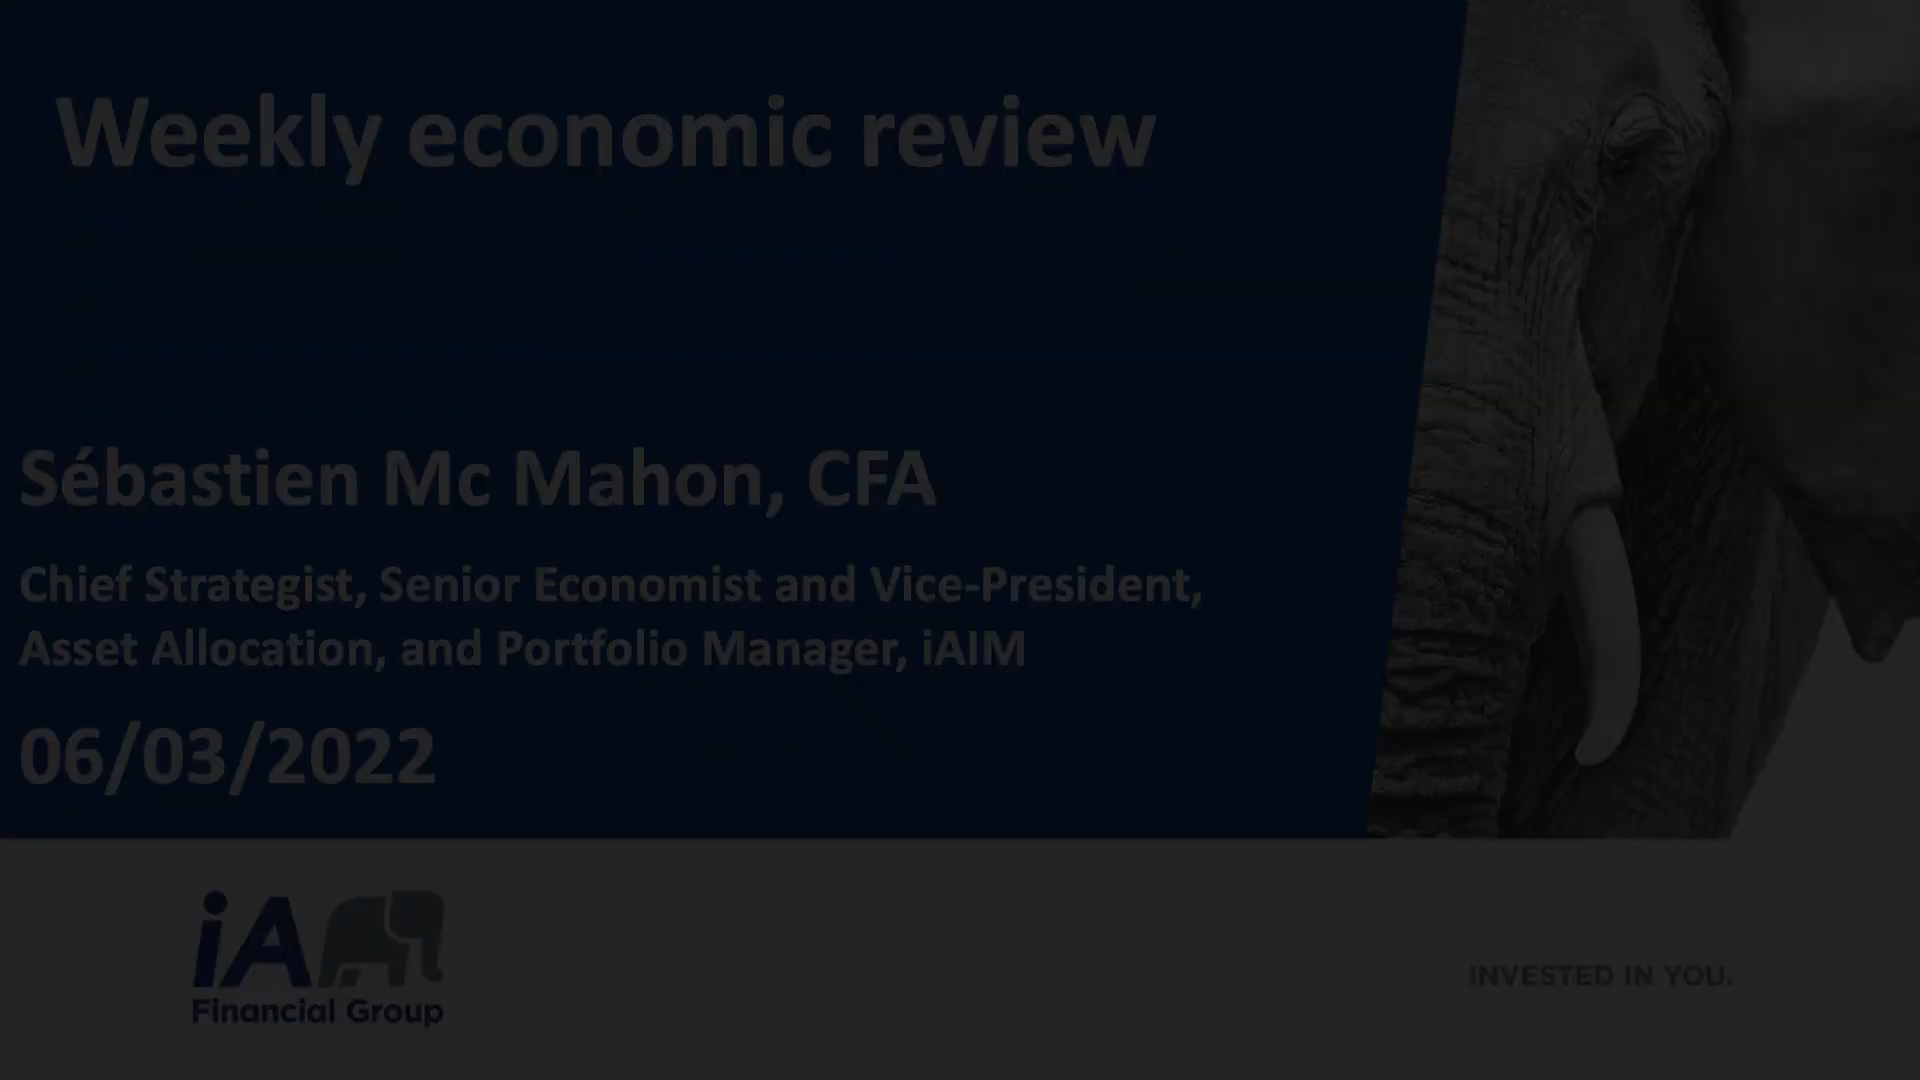 Weekly economic review
Sébastien Mc Mahon, CFA
Chief Strategist, Senior Economist and Vice-President,
Asset Allocation, and Portfolio Manager, iAIM
06/03/2022
iA
Financial Group
INVESTED IN YOU.